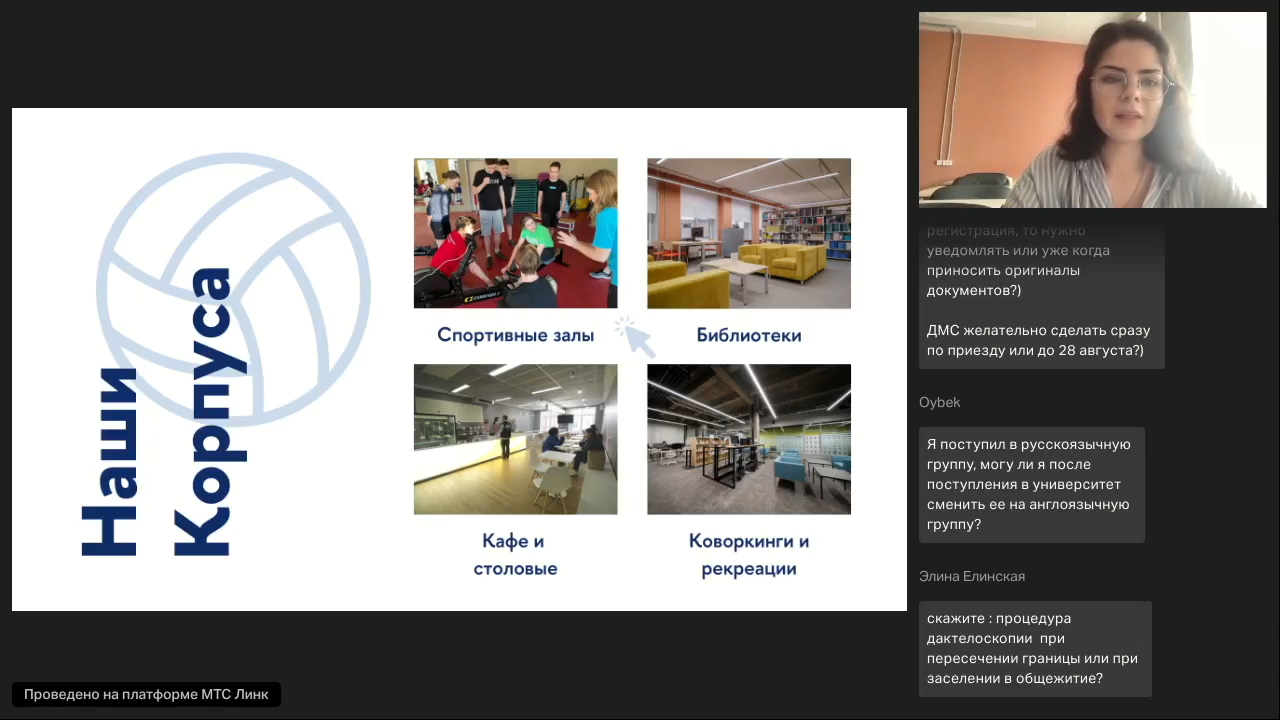 Наши
Корпуса
Спортивные залы
Библиотеки
Кафе и
столовые
Коворкинги и
рекреации
регистрация, то нужно
уведомлять или уже когда
приносить оригиналы
документов?)
ДМС желательно сделать сразу
по приезду или до 28 августа?)
Oybek
Я поступил в русскоязычную
группу, могу ли я после
поступления в университет
сменить ее на англоязычную
группу?
Элина Елинская
скажите : процедура
дактелоскопии  при
пересечении границы или при
заселении в общежитие?
Проведено на платформе МТС Линк